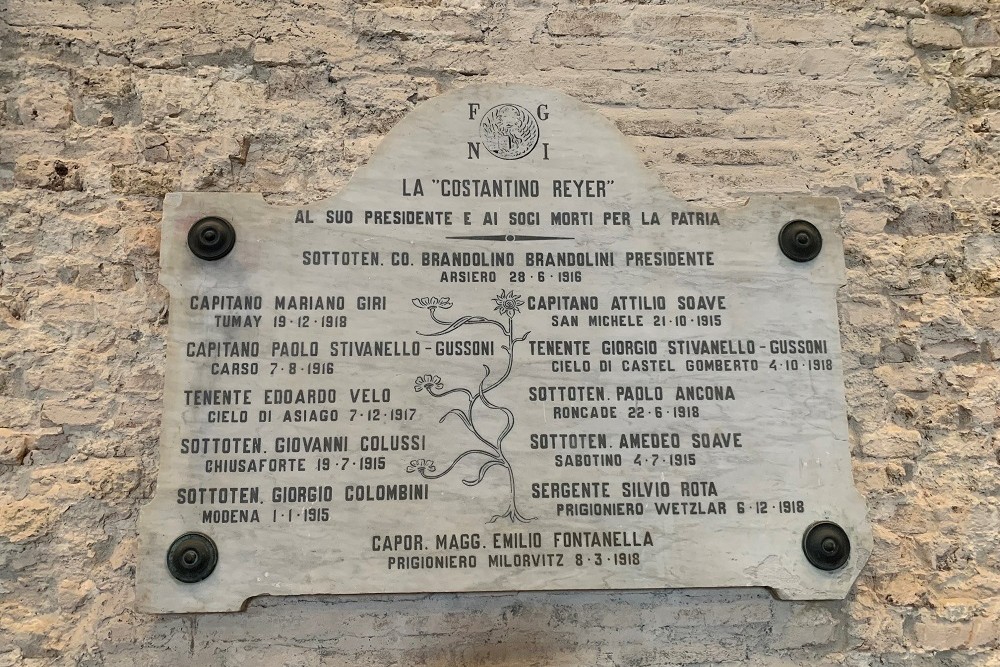 F G
N I
LA "COSTANTINO REYER"
AL SUO PRESIDENTE E AI SOCI MORTI PER LA PATRIA
SOTTOTEN. CO. BRANDOLINO BRANDOLINI PRESIDENTE
ARSIERO 28·6·1916
CAPITANO MARIANO GIRI
TUMAY 19·12·1918
CAPITANO PAOLO STIVANELLO-GUSSONI
CARSO 7·8·1916
TENENTE EDOARDO VELO
CIELO DI ASIAGO 7·12·1917
SOTTOTEN. GIOVANNI COLUSSI
CHIUSAFORTE 19·7·1915
SOTTOTEN. GIORGIO COLOMBINI
MODENA 1·1·1915
CAPITANO ATTILIO SOAVE
SAN MICHELE 21·10·1915
TENENTE GIORGIO STIVANELLO-GUSSONI
CIELO DI CASTEL GOMBERTO 4·10·1918
SOTTOTEN. PAOLO ANCONA
RONCADE 22·6·1918
SOTTOTEN. AMEDEO SOAVE
SABOTINO 4·7·1915
SERGENTE SILVIO ROTA
PRIGIONIERO WETZLAR 6·12·1918
CAPOR. MAGG. EMILIO FONTANELLA
PRIGIONIERO MILORVITZ 8·3·1918